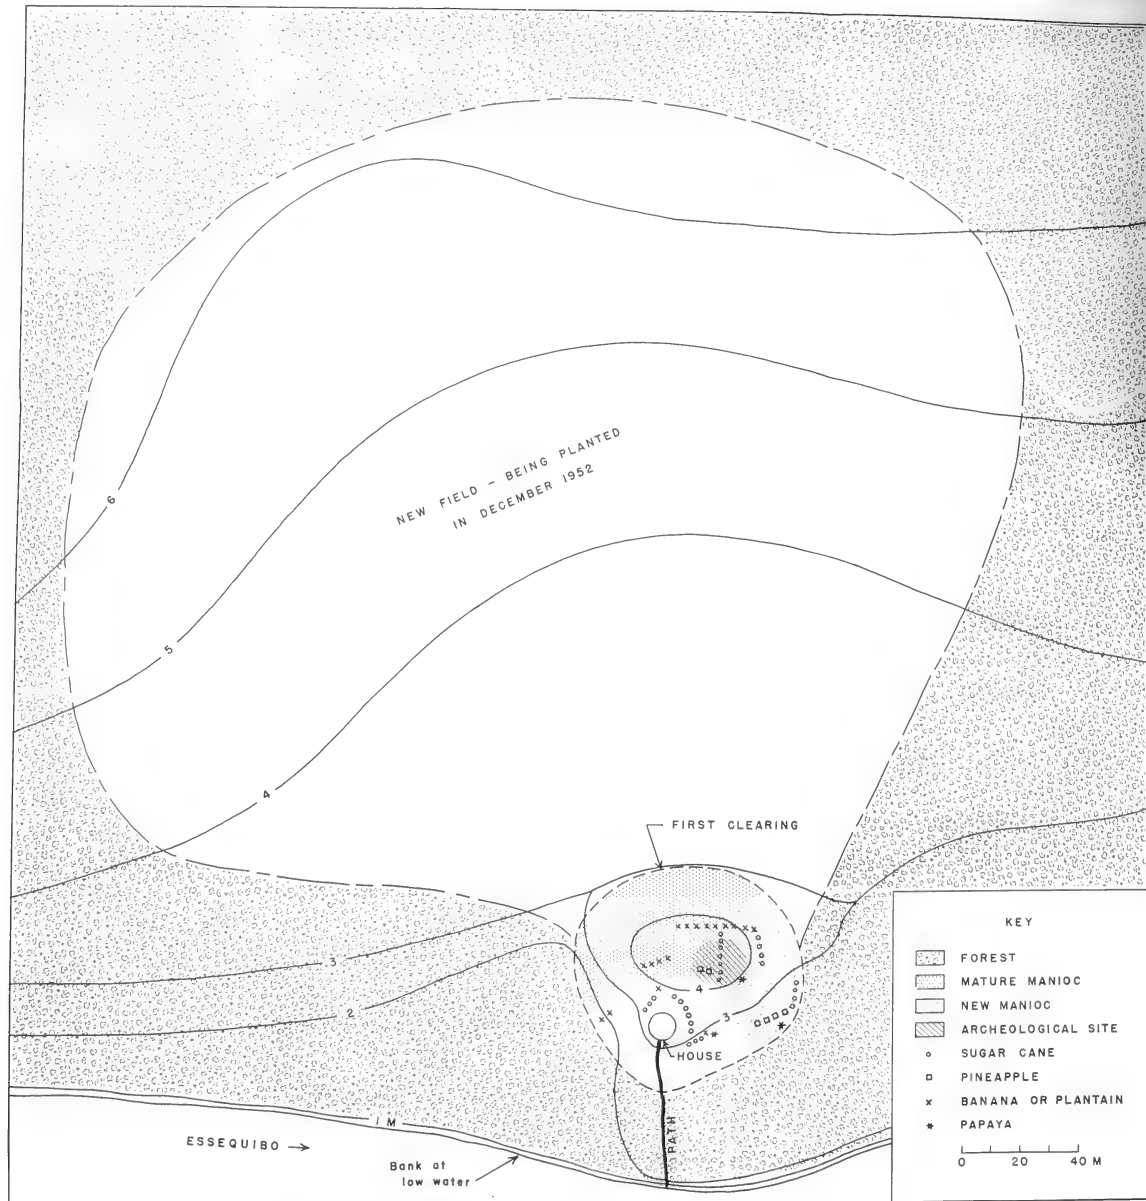 6
NEW FIELD - BEING PLANTED
IN DECEMBER 1952
5
4
FIRST CLEARING
3
4
2
3
HOUSE
PATH
1 M
ESSEQUIBO →
Bank at
low water
KEY
FOREST
MATURE MANIOC
NEW MANIOC
ARCHEOLOGICAL SITE
SUGAR CANE
PINEAPPLE
BANANA OR PLANTAIN
PAPAYA
0 20 40 M